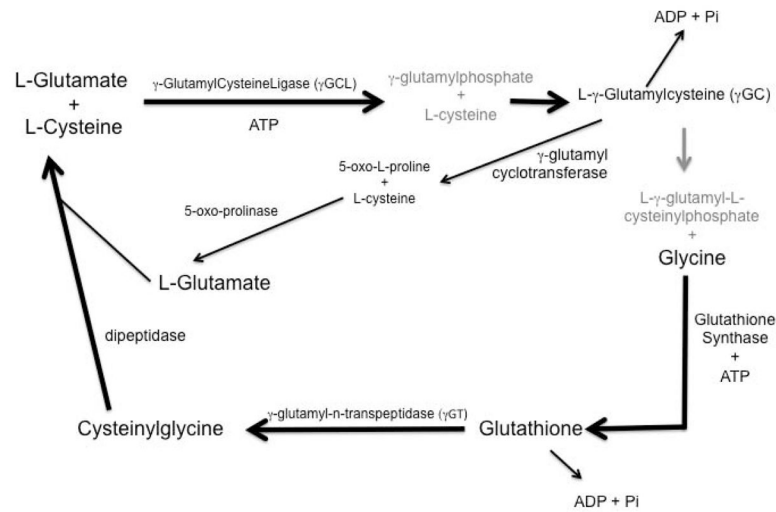 ADP + Pi
L-Glutamate
+
L-Cysteine
γ-GlutamylCysteineLigase (γGCL)
ATP
γ-glutamylphosphate
+
L-cysteine
L-γ-Glutamylcysteine (γGC)
γ-glutamyl
cyclotransferase
5-oxo-L-proline
+
L-cysteine
5-oxo-prolinase
L-Glutamate
L-γ-glutamyl-L-
cysteinylphosphate
+
Glycine
Glutathione
Synthase
+
ATP
dipeptidase
Cysteinylglycine
γ-glutamyl-n-transpeptidase (γGT)
Glutathione
ADP + Pi